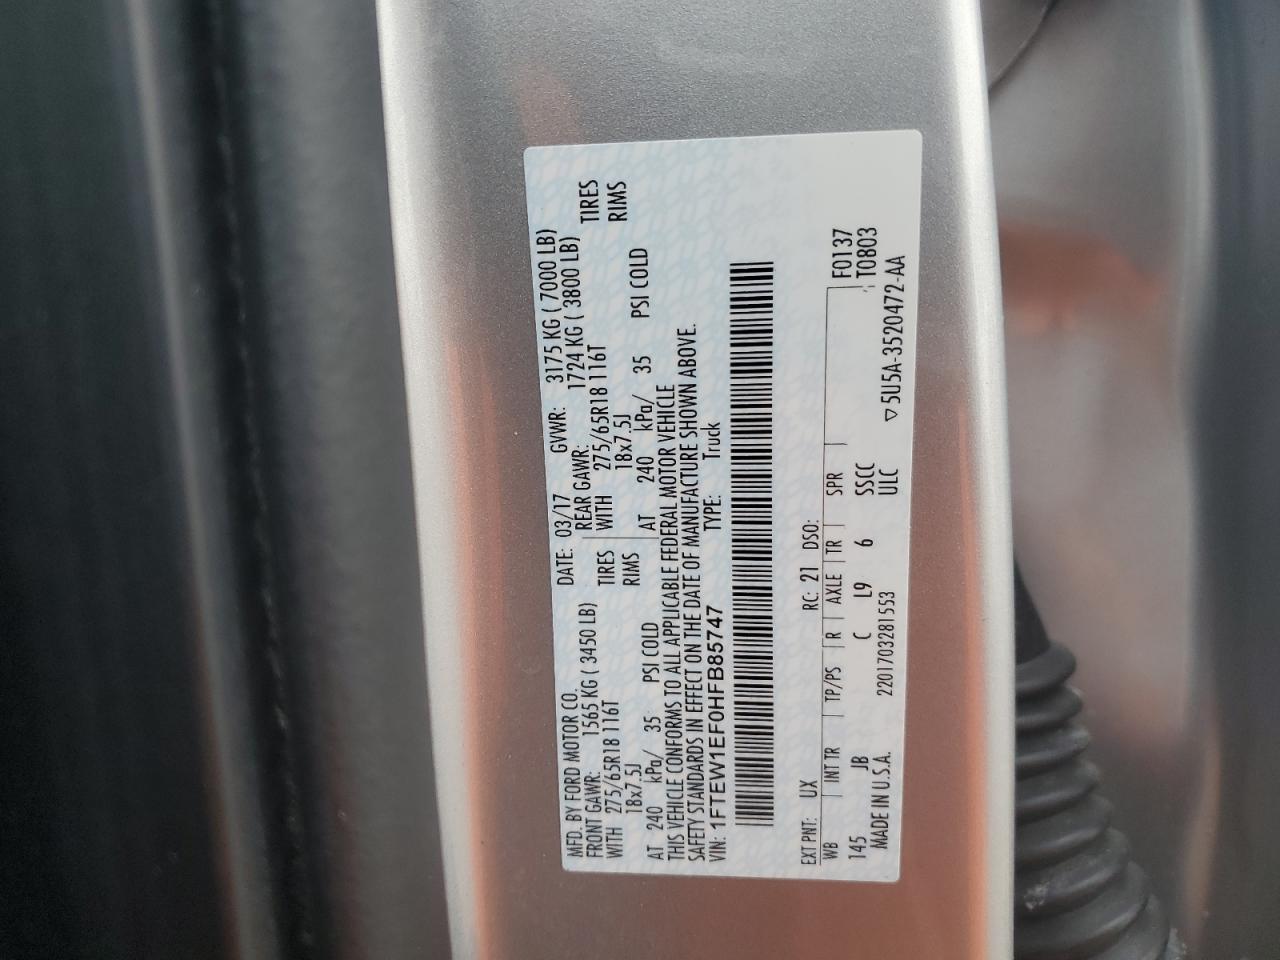 MFD. BY FORD MOTOR CO. DATE: 03/17 GVWR: 3175 KG ( 7000 LB)
FRONT GAWR: 1565 KG ( 3450 LB) REAR GAWR: 1724 KG ( 3800 LB)
WITH 275/65R18 116T TIRES WITH 275/65R18 116T TIRES
18x7.5J RIMS 18x7.5J RIMS
AT 240 kPa/ 35 PSI COLD AT 240 kPa/ 35 PSI COLD
THIS VEHICLE CONFORMS TO ALL APPLICABLE FEDERAL MOTOR VEHICLE
SAFETY STANDARDS IN EFFECT ON THE DATE OF MANUFACTURE SHOWN ABOVE.
VIN: 1FTEW1EF0HFB85747 TYPE: Truck
EXT PNT: UX RC: 21 DSO:
WB INT TR TP/PS R AXLE TR SPR F0137
145 JB C L9 6 SSCC T0803
MADE IN U.S.A. 2201703281553 ULC
▽5U5A-3520472-AA